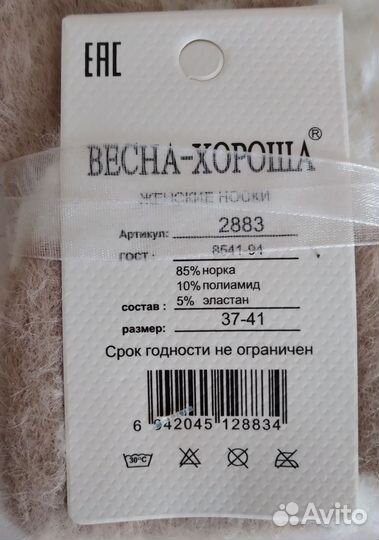 ЕАС
ВЕСНА-ХОРОША®
ЖЕНСКИЕ НОСКИ
Артикул: 2883
ГОСТ : 8541-94
85% норка
10% полиамид
состав : 5% эластан
размер: 37-41
Срок годности не ограничен
6 942045 128834
30°C
Avito